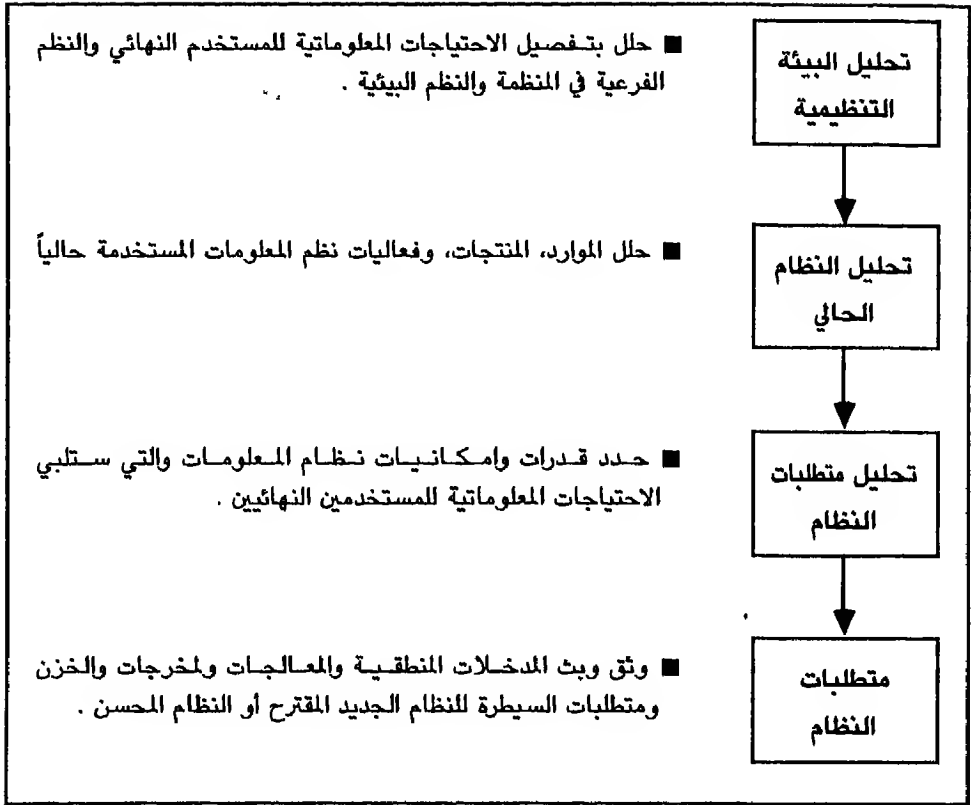 تحليل البيئة
التنظيمية
■ حلل بتفصيل الاحتياجات المعلوماتية للمستخدم النهائي والنظم
الفرعية في المنظمة والنظم البيئية .
تحليل النظام
الحالي
■ حلل الموارد، المنتجات، وفعاليات نظم المعلومات المستخدمة حالياً
تحليل متطلبات
النظام
■ حدد قدرات وامكانيات نظام المعلومات والتي ستلبي
الاحتياجات المعلوماتية للمستخدمين النهائيين .
متطلبات
النظام
■ وثق وبث المدخلات المنطقية والمعالجات ولمخرجات والخزن
ومتطلبات السيطرة للنظام الجديد المقترح أو النظام المحسن .